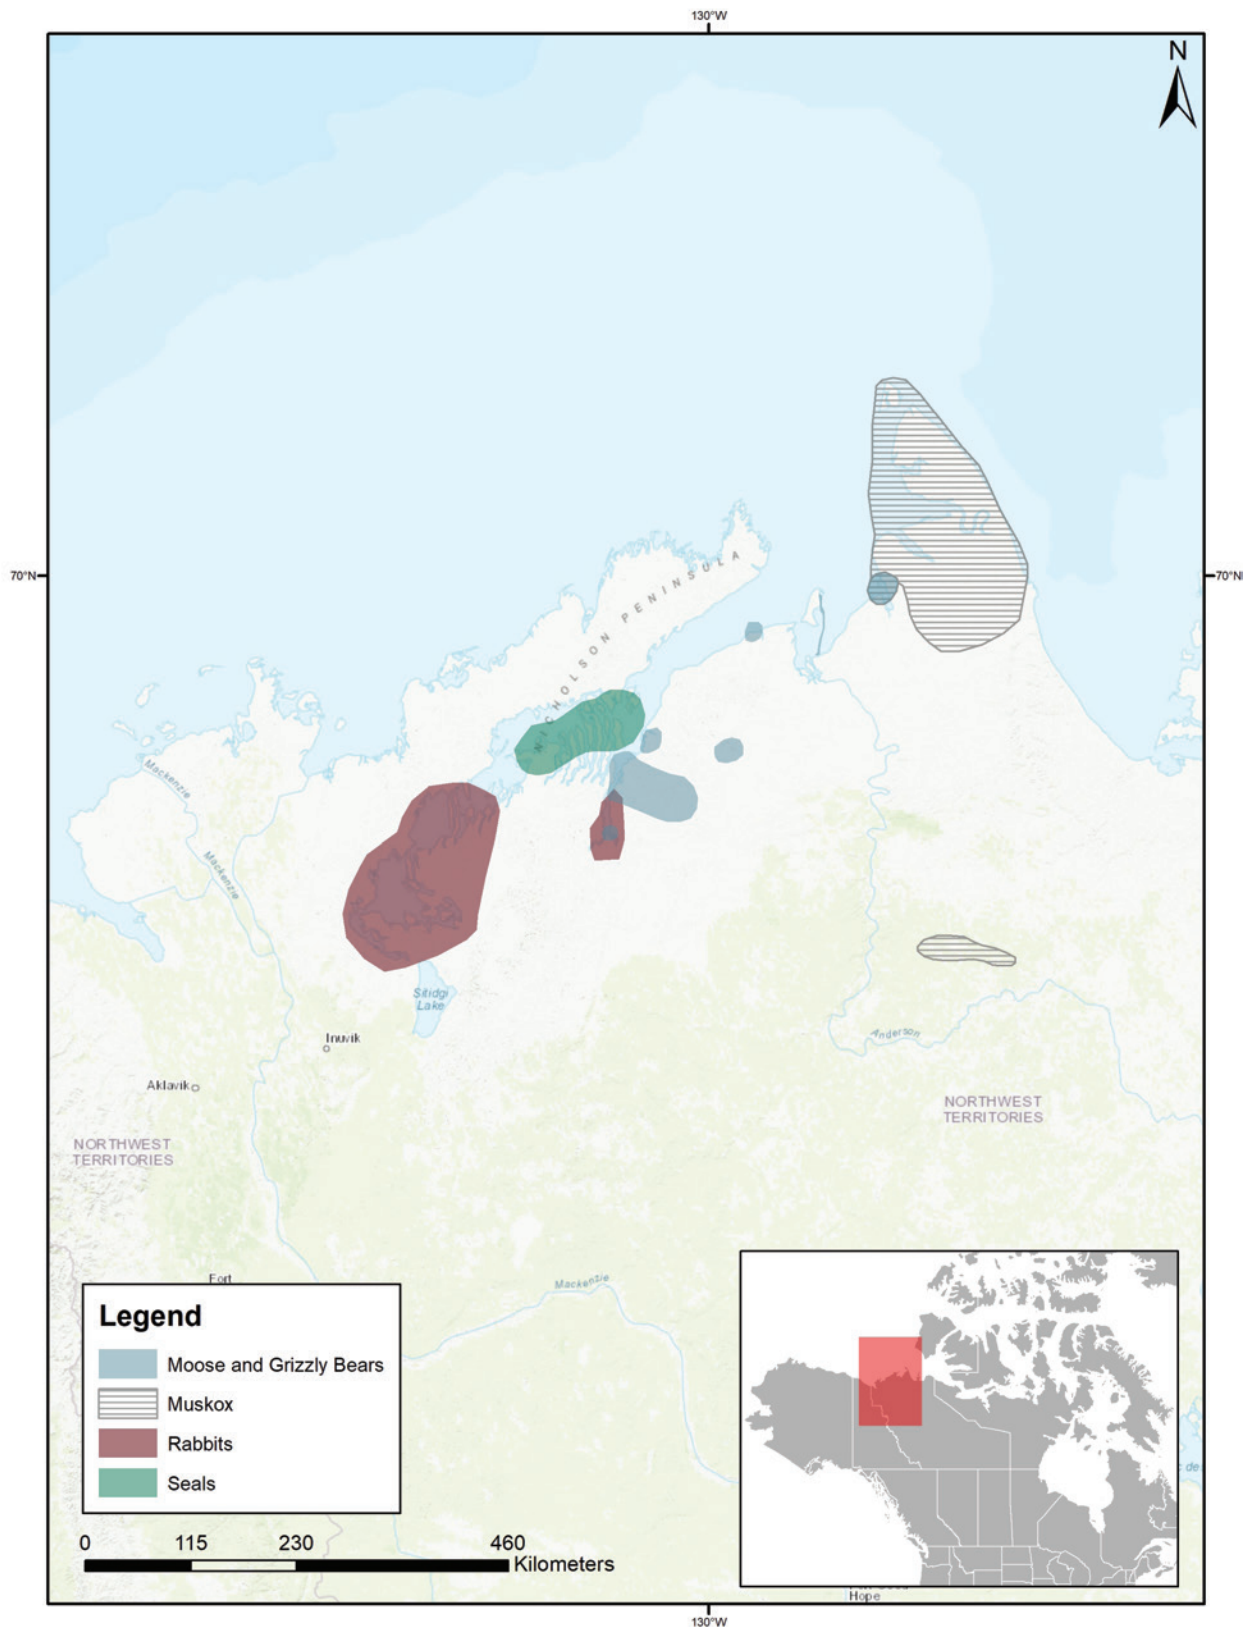 130°W
N
70°N
70°N
NICHOLSON PENINSULA
Mackenzie
Mackenzie
Sitidgi
Lake
Inuvik
Anderson
Aklavik
NORTHWEST
TERRITORIES
NORTHWEST
TERRITORIES
Fort
Mackenzie
Legend
Moose and Grizzly Bears
Muskox
Rabbits
Seals
0 115 230 460
Kilometers
c de
Hope
130°W